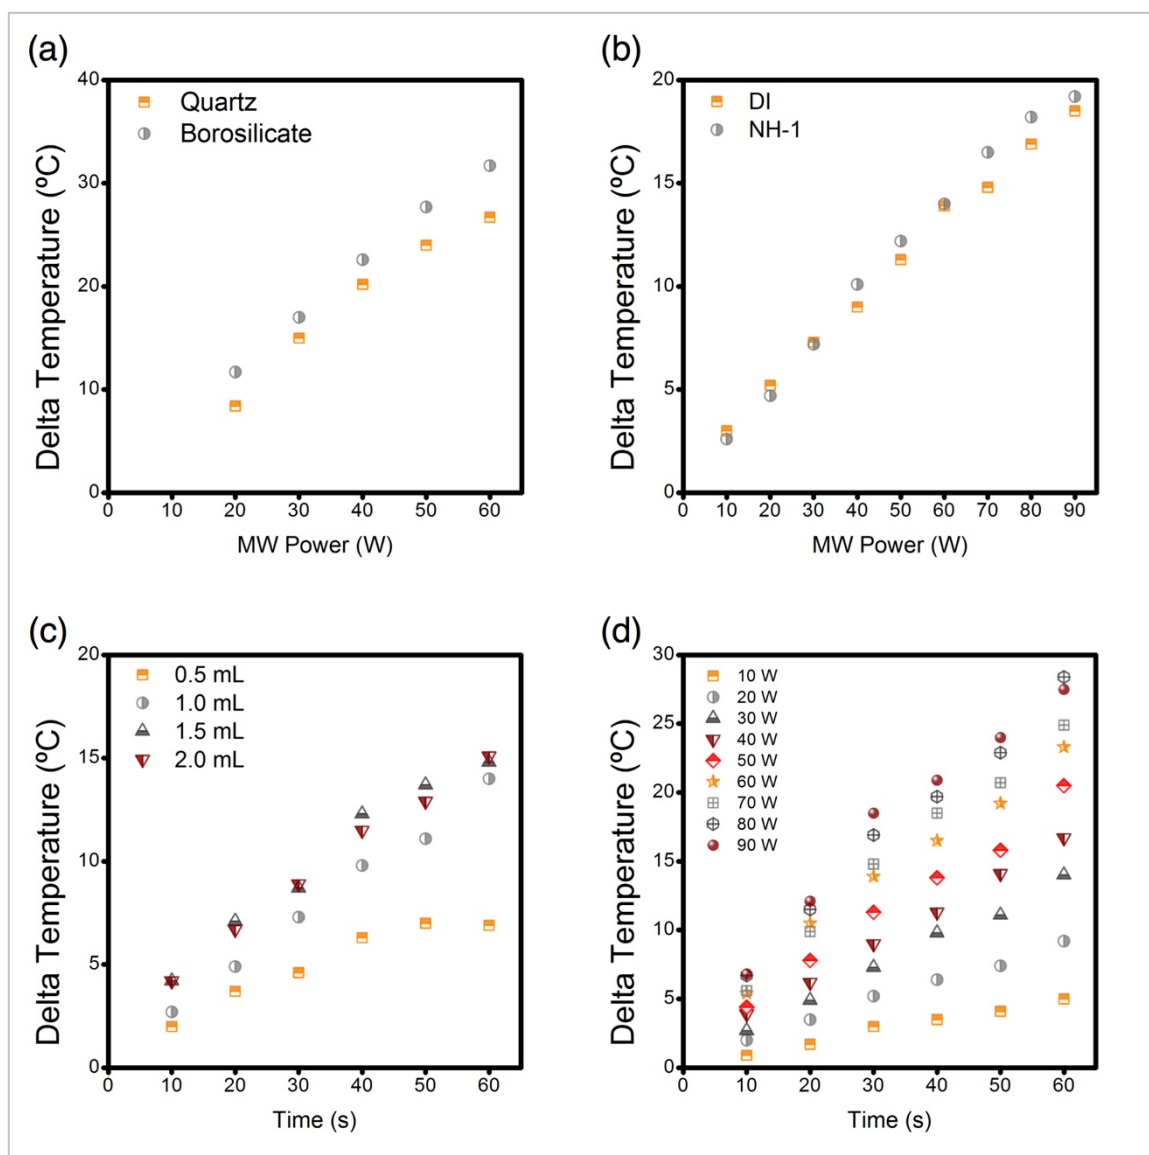 (a)
40
30
20
10
0
Delta Temperature (ºC)
Quartz
Borosilicate
0 10 20 30 40 50 60
MW Power (W)
(b)
20
15
10
5
0
Delta Temperature (ºC)
DI
NH-1
0 10 20 30 40 50 60 70 80 90
MW Power (W)
(c)
20
15
10
5
0
Delta Temperature (ºC)
0.5 mL
1.0 mL
1.5 mL
2.0 mL
0 10 20 30 40 50 60
Time (s)
(d)
30
25
20
15
10
5
0
Delta Temperature (ºC)
10 W
20 W
30 W
40 W
50 W
60 W
70 W
80 W
90 W
0 10 20 30 40 50 60
Time (s)